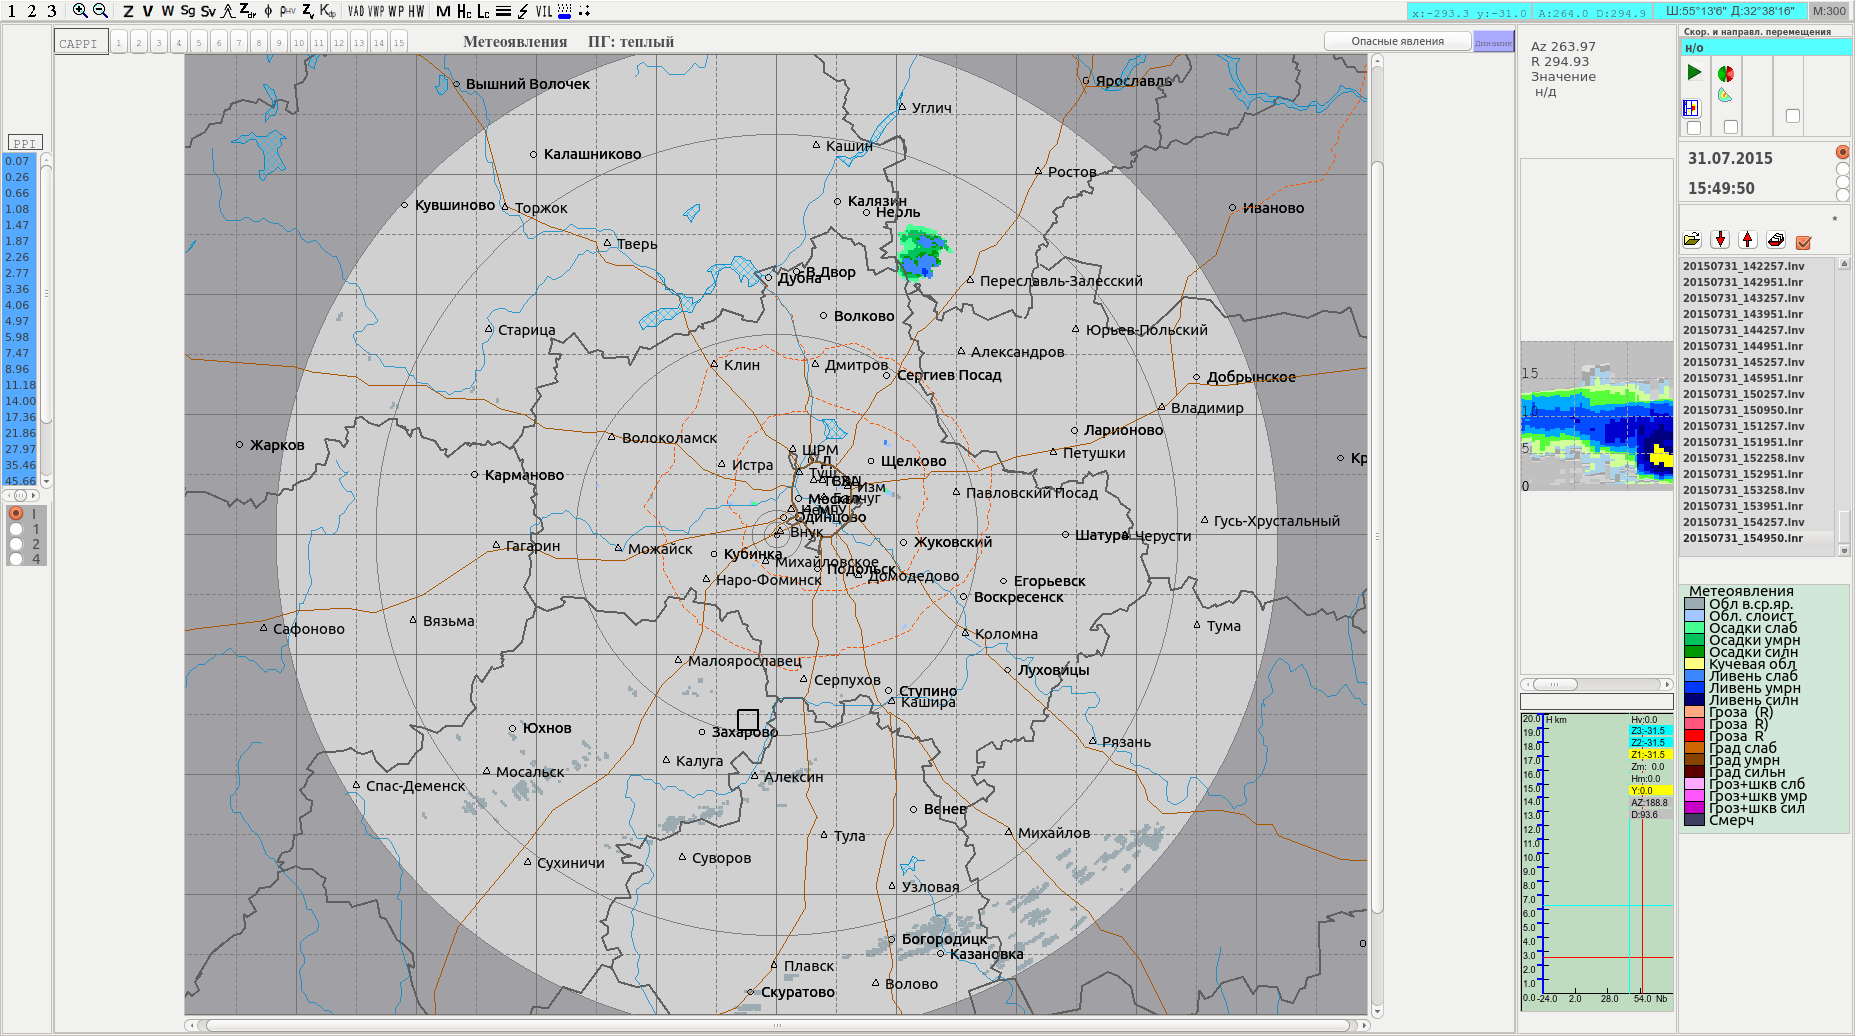 1 2 3 Z V W Sg Sv Zdr ϕ ρHV Zv Kdp VAD VWP WP HW M Hc Lc VIL
x:-293.3 y:-31.0 A:264.0 D:294.9 Ш:55°13'6" Д:32°38'16" M:300
CAPPI 1 2 3 4 5 6 7 8 9 10 11 12 13 14 15
Метеоявления ПГ: теплый
Опасные явления Динамик
PPI
0.07
0.26
0.66
1.08
1.47
1.87
2.26
2.77
3.36
4.06
4.97
5.98
7.47
8.96
11.18
14.00
17.36
21.86
27.97
35.46
45.66
I
1
2
4
Вышний Волочек
Ярославль
Углич
Кашин
Калашниково
Ростов
Кувшиново
Торжок
Калязин
Нерль
Иваново
Тверь
В.Двор
Дубна
Переславль-Залесский
Волково
Старица
Юрьев-Польский
Александров
Клин
Дмитров
Сергиев Посад
Добрынское
Владимир
Волоколамск
Ларионово
Жарков
ШРМ
Петушки
Истра
Щелково
Кр
Карманово
Туш
Изм
Павловский Посад
Балчуг
Гусь-Хрустальный
Одинцово
Внук
Шатура
Черусти
Гагарин
Можайск
Кубинка
Жуковский
Михайловское
Подольск
Домодедово
Наро-Фоминск
Егорьевск
Воскресенск
Вязьма
Сафоново
Коломна
Тума
Малоярославец
Луховицы
Серпухов
Ступино
Кашира
Юхнов
Захарово
Рязань
Калуга
Мосальск
Алексин
Спас-Деменск
Венев
Тула
Михайлов
Сухиничи
Суворов
Узловая
Богородицк
Казановка
Плавск
Волово
Скуратово
Az 263.97
R 294.93
Значение
н/д
15
10
5
0
20.0 H km
19.0
18.0
17.0
16.0
15.0
14.0
13.0
12.0
11.0
10.0
9.0
8.0
7.0
6.0
5.0
4.0
3.0
2.0
1.0
0.0 -24.0 2.0 28.0 54.0 Nb
Hv:0.0
Z3:-31.5
Z2:-31.5
Z1:-31.5
Zm: 0.0
Hm:0.0
Y:0.0
AZ:188.8
D:93.6
Скор. и направл. перемещения
н/о
31.07.2015
15:49:50
*
20150731_142257.lnv
20150731_142951.lnr
20150731_143257.lnv
20150731_143951.lnr
20150731_144257.lnv
20150731_144951.lnr
20150731_145257.lnv
20150731_145951.lnr
20150731_150257.lnv
20150731_150950.lnr
20150731_151257.lnv
20150731_151951.lnr
20150731_152258.lnv
20150731_152951.lnr
20150731_153258.lnv
20150731_153951.lnr
20150731_154257.lnv
20150731_154950.lnr
Метеоявления
Обл в.ср.яр.
Обл. слоист
Осадки слаб
Осадки умрн
Осадки силн
Кучевая обл
Ливень слаб
Ливень умрн
Ливень силн
Гроза (R)
Гроза R)
Гроза R
Град слаб
Град умрн
Град сильн
Гроз+шкв слб
Гроз+шкв умр
Гроз+шкв сил
Смерч